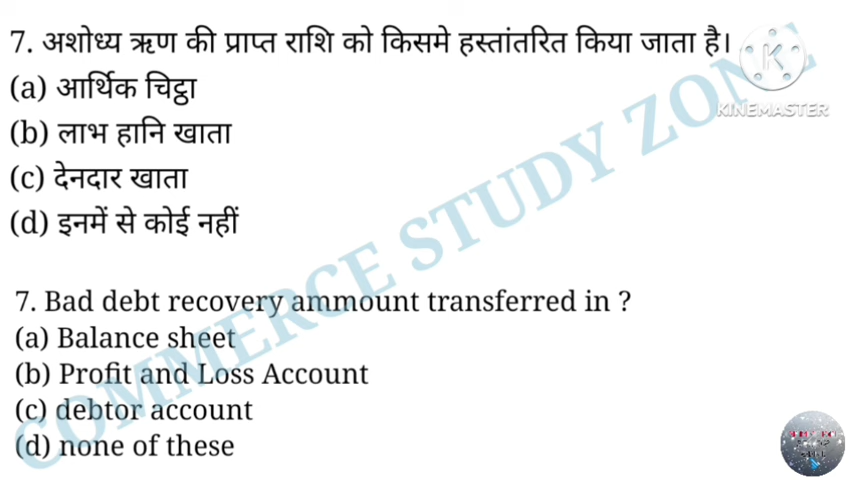 7. अशोध्य ऋण की प्राप्त राशि को किसमे हस्तांतरित किया जाता है।
(a) आर्थिक चिट्ठा
(b) लाभ हानि खाता
(c) देनदार खाता
(d) इनमें से कोई नहीं
7. Bad debt recovery ammount transferred in ?
(a) Balance sheet
(b) Profit and Loss Account
(c) debtor account
(d) none of these
COMMERCE STUDY ZONE
K
KINEMASTER